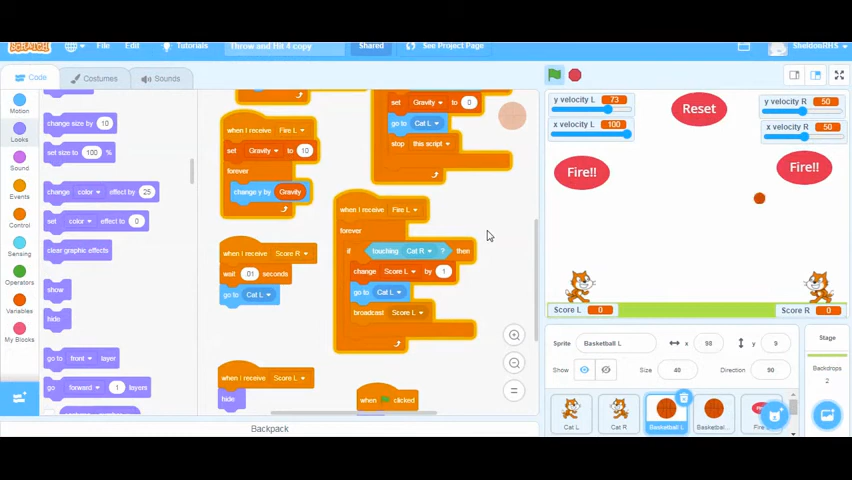 SCRATCH
File
Edit
Tutorials
Throw and Hit 4 copy
Shared
See Project Page
SheldonRHS
Code
Costumes
Sounds
Motion
Looks
Sound
Events
Control
Sensing
Operators
Variables
My Blocks
change size by 10
set size to 100 %
change color effect by 25
set color effect to 0
clear graphic effects
show
hide
go to front layer
go forward 1 layers
when I receive Fire L
set Gravity to 10
forever
change y by Gravity
when I receive Score R
wait .01 seconds
go to Cat L
when I receive Score L
hide
set Gravity to 0
go to Cat L
stop this script
when I receive Fire L
forever
if touching Cat R ? then
change Score L by 1
go to Cat L
broadcast Score L
when clicked
Backpack
y velocity L 73
x velocity L 100
Reset
y velocity R 50
x velocity R 50
Fire!!
Fire!!
Score L 0
Score R 0
Sprite Basketball L x 98 y 9
Show Size 40 Direction 90
Cat L
Cat R
Basketball L
Basketbal...
Fire
Stage
Backdrops
2